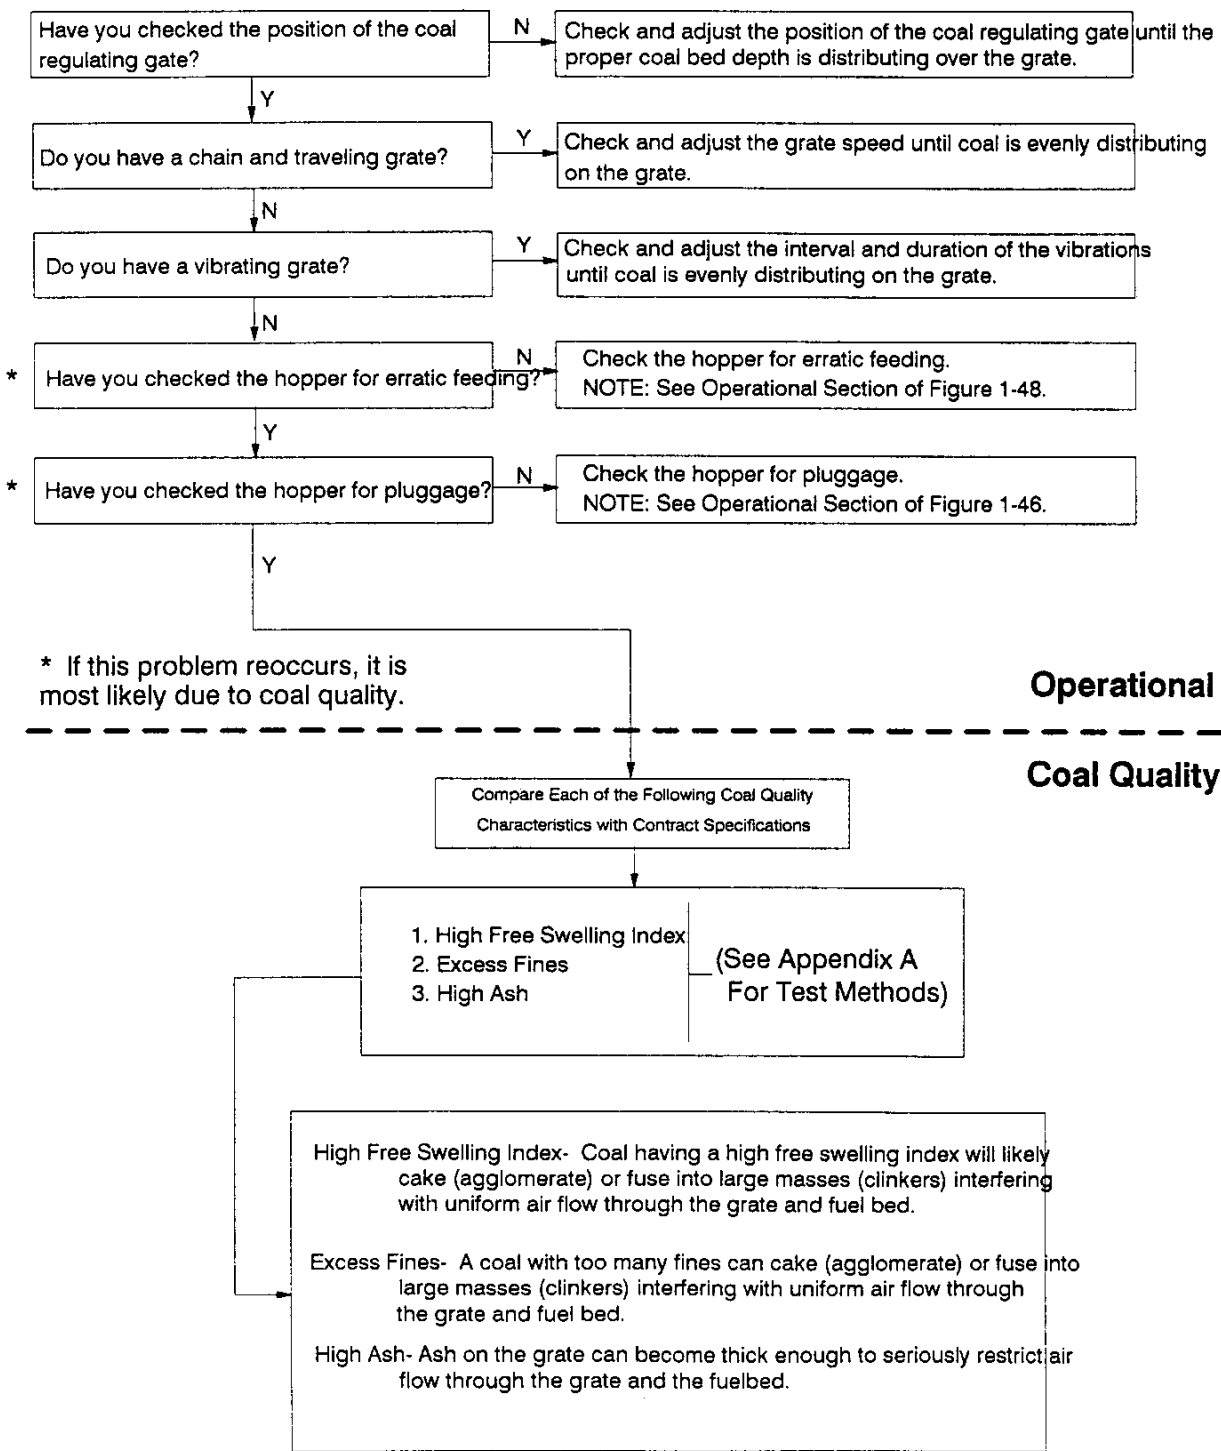 Have you checked the position of the coal
regulating gate?
N
Check and adjust the position of the coal regulating gate until the
proper coal bed depth is distributing over the grate.
Y
Do you have a chain and traveling grate?
Y
Check and adjust the grate speed until coal is evenly distributing
on the grate.
N
Do you have a vibrating grate?
Y
Check and adjust the interval and duration of the vibrations
until coal is evenly distributing on the grate.
N
* Have you checked the hopper for erratic feeding?
N
Check the hopper for erratic feeding.
NOTE: See Operational Section of Figure 1-48.
Y
* Have you checked the hopper for pluggage?
N
Check the hopper for pluggage.
NOTE: See Operational Section of Figure 1-46.
Y
* If this problem reoccurs, it is
most likely due to coal quality.
Operational
Coal Quality
Compare Each of the Following Coal Quality
Characteristics with Contract Specifications
1. High Free Swelling Index
2. Excess Fines
3. High Ash
(See Appendix A
For Test Methods)
High Free Swelling Index- Coal having a high free swelling index will likely
cake (agglomerate) or fuse into large masses (clinkers) interfering
with uniform air flow through the grate and fuel bed.
Excess Fines- A coal with too many fines can cake (agglomerate) or fuse into
large masses (clinkers) interfering with uniform air flow through
the grate and fuel bed.
High Ash- Ash on the grate can become thick enough to seriously restrict air
flow through the grate and the fuelbed.